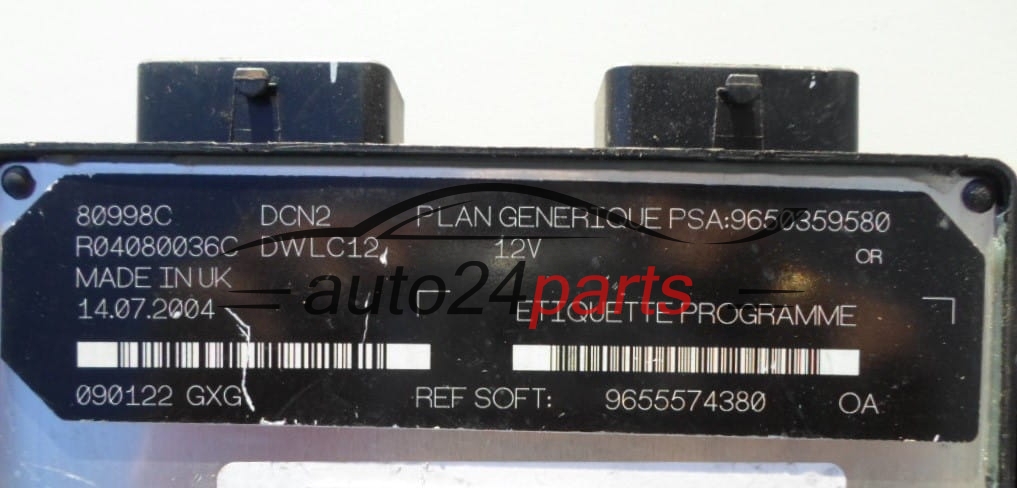 80998C DCN2 PLAN GENERIQUE PSA:9650359580
R04080036C DWLC12 12V OR
MADE IN UK
14.07.2004 ETIQUETTE PROGRAMME
auto24parts
090122 GXG REF SOFT: 9655574380 OA